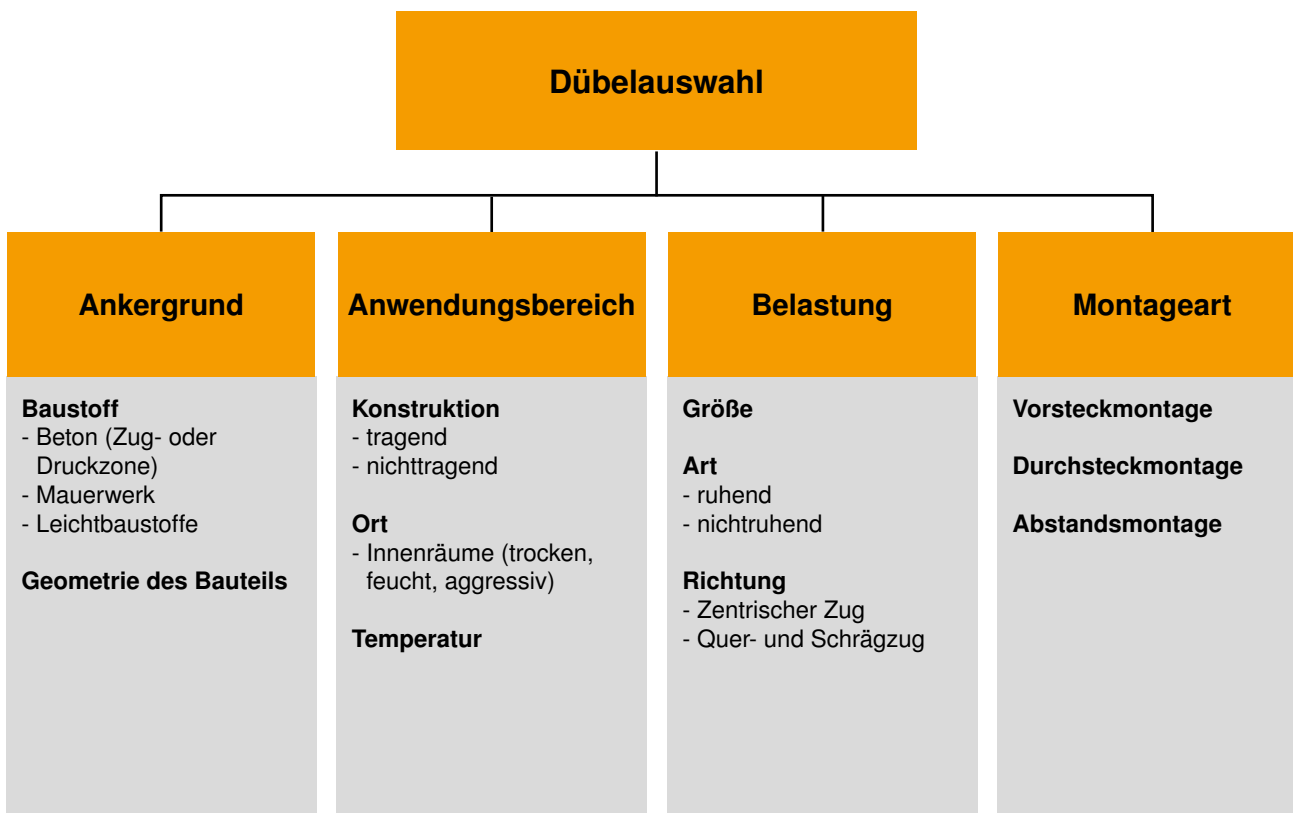 Dübelauswahl
Ankergrund
Baustoff
- Beton (Zug- oder
Druckzone)
- Mauerwerk
- Leichtbaustoffe
Geometrie des Bauteils
Anwendungsbereich
Konstruktion
- tragend
- nichttragend
Ort
- Innenräume (trocken,
feucht, aggressiv)
Temperatur
Belastung
Größe
Art
- ruhend
- nichtruhend
Richtung
- Zentrischer Zug
- Quer- und Schrägzug
Montageart
Vorsteckmontage
Durchsteckmontage
Abstandsmontage